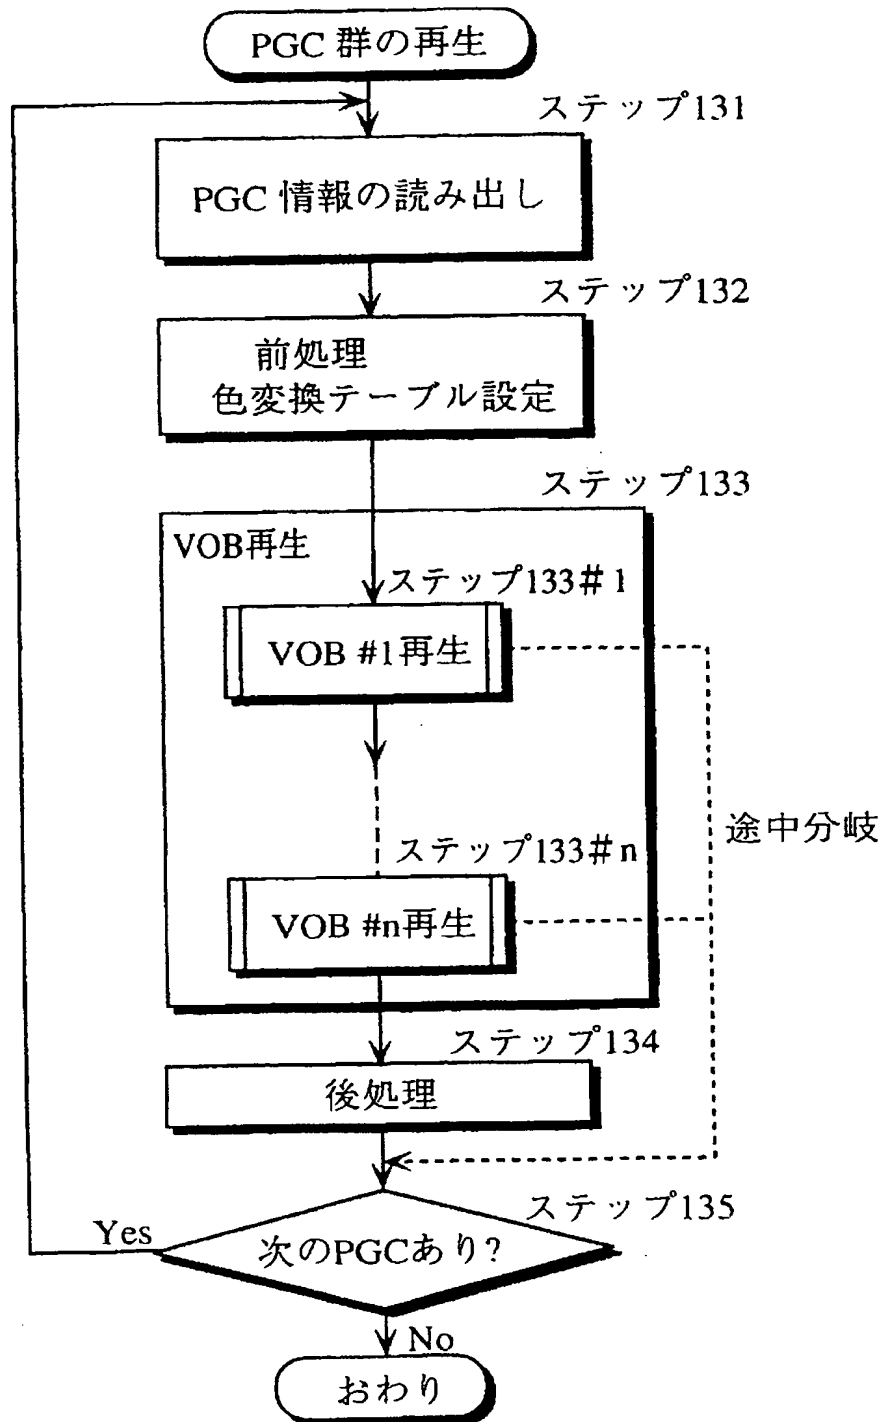 PGC 群の再生
ステップ131
PGC 情報の読み出し
ステップ132
前処理
色変換テーブル設定
ステップ133
VOB再生
ステップ133#1
VOB #1再生
途中分岐
ステップ133#n
VOB #n再生
ステップ134
後処理
ステップ135
Yes
次のPGCあり?
No
おわり